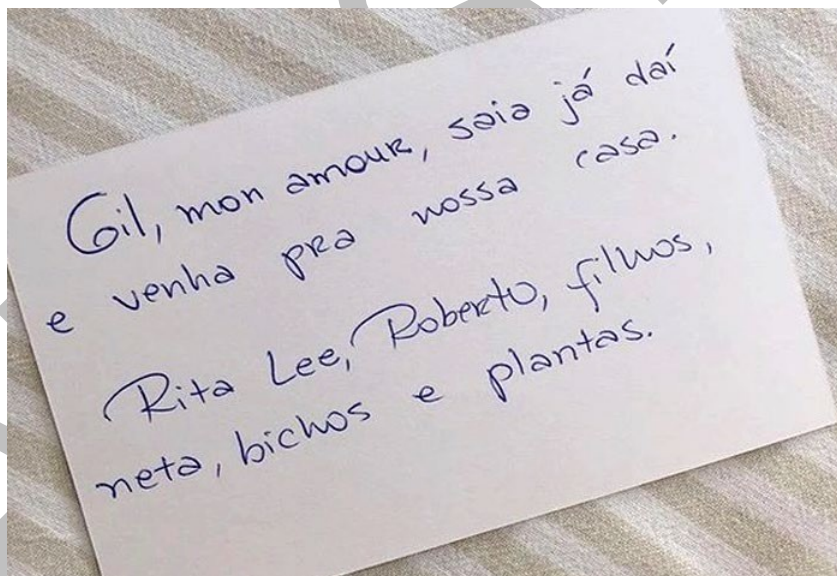 Gil, mon amour, saia já daí
e venha pra nossa casa.
Rita Lee, Roberto, filhos,
neta, bichos e plantas.